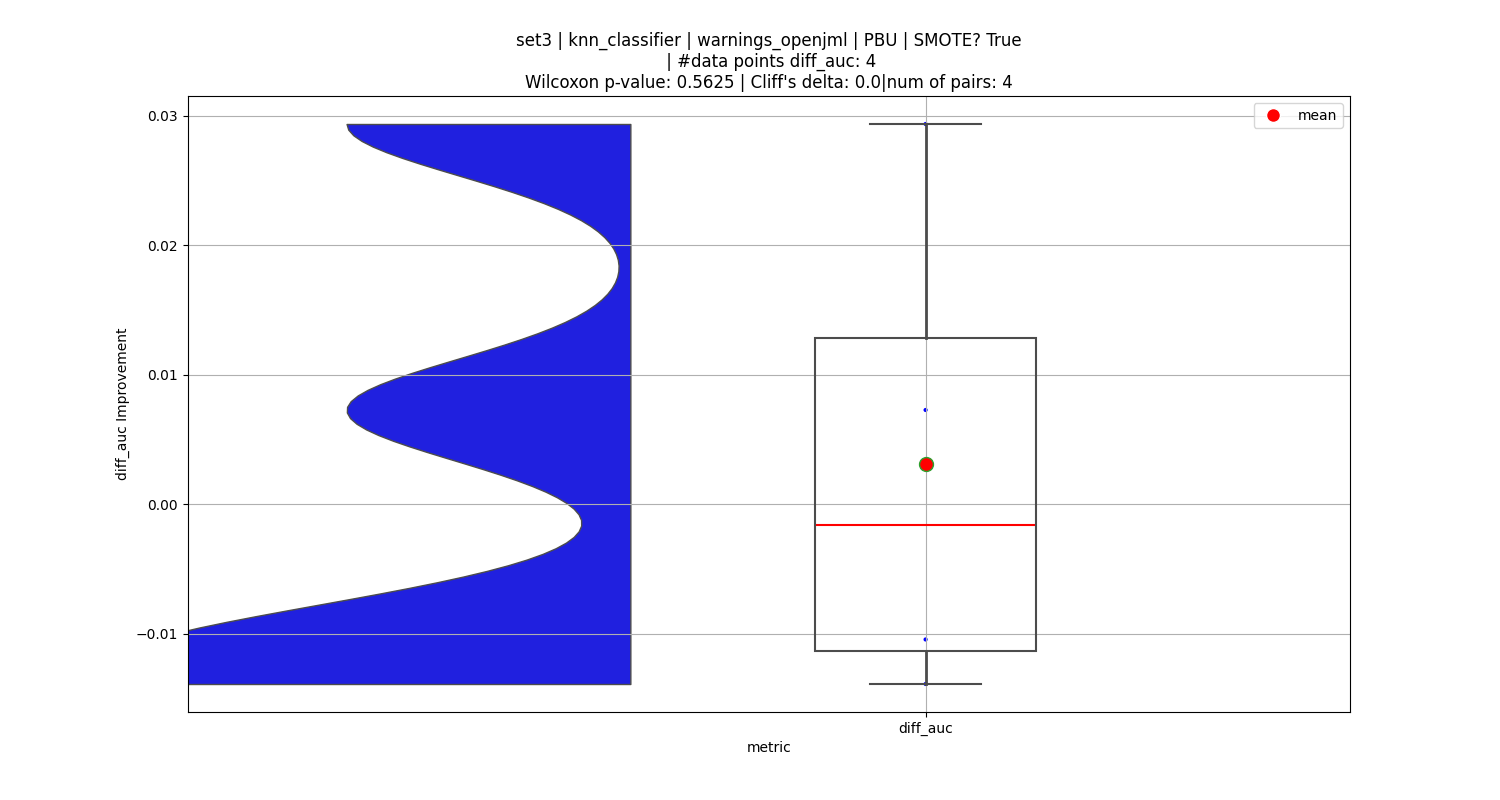 set3 | knn_classifier | warnings_openjml | PBU | SMOTE? True
| #data points diff_auc: 4
Wilcoxon p-value: 0.5625 | Cliff's delta: 0.0|num of pairs: 4
mean
0.03
0.02
0.01
0.00
−0.01
diff_auc Improvement
diff_auc
metric